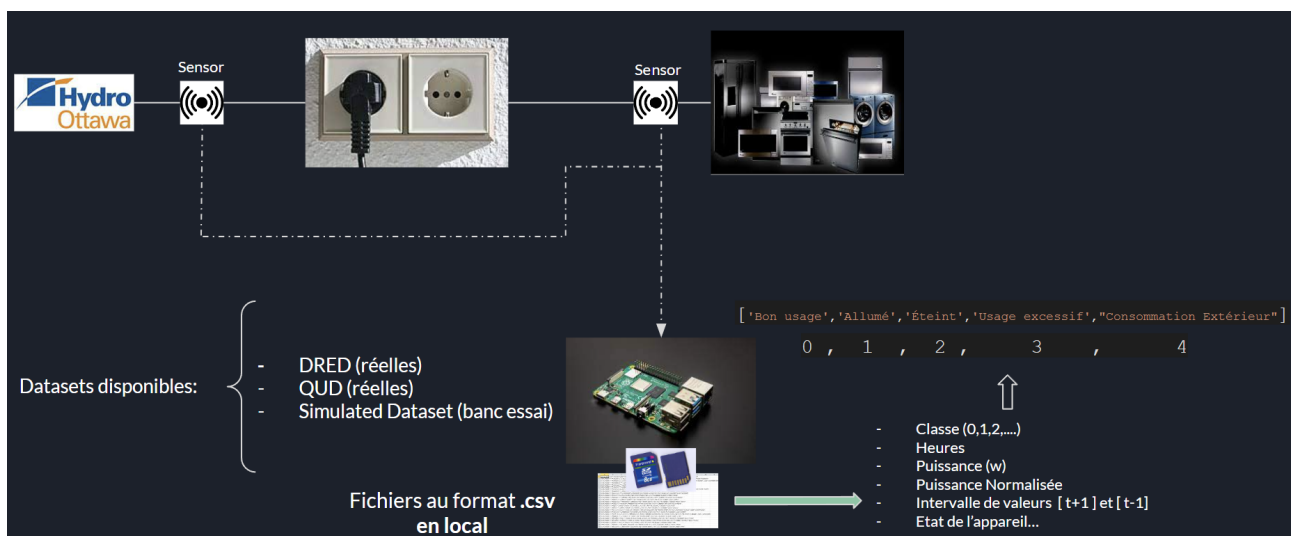 Hydro
Ottawa
Sensor
Sensor
['Bon usage','Allumé','Éteint','Usage excessif',"Consommation Extérieur"]
0 , 1 , 2 , 3 , 4
Datasets disponibles:
- DRED (réelles)
- QUD (réelles)
- Simulated Dataset (banc essai)
- Classe (0,1,2,....)
- Heures
- Puissance (w)
- Puissance Normalisée
- Intervalle de valeurs [ t+1 ] et [ t-1]
- Etat de l'appareil...
Fichiers au format .csv
en local